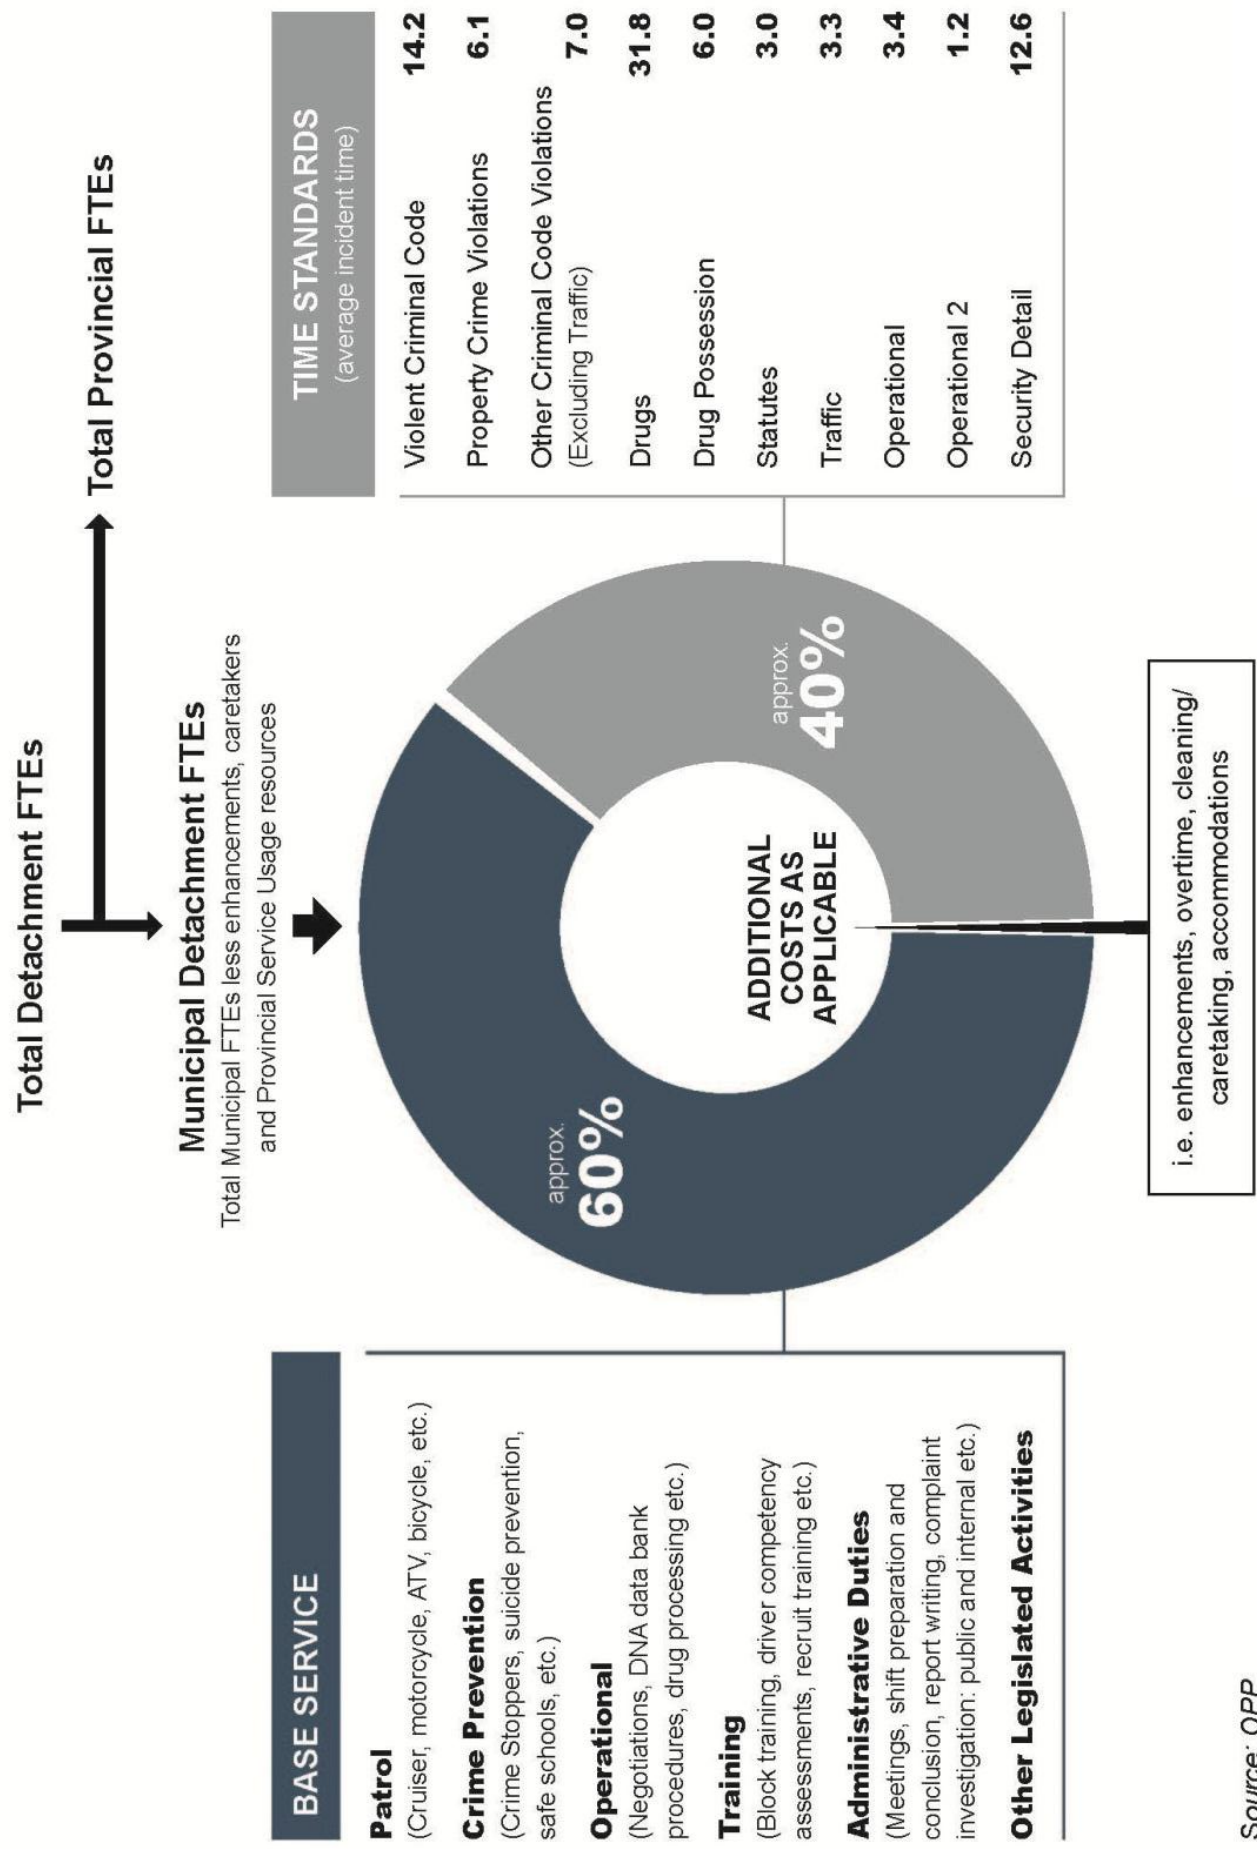 Total Detachment FTEs
Total Provincial FTEs
Municipal Detachment FTEs
Total Municipal FTEs less enhancements, caretakers
and Provincial Service Usage resources
BASE SERVICE
Patrol
(Cruiser, motorcycle, ATV, bicycle, etc.)
Crime Prevention
(Crime Stoppers, suicide prevention,
safe schools, etc.)
Operational
(Negotiations, DNA data bank
procedures, drug processing etc.)
Training
(Block training, driver competency
assessments, recruit training etc.)
Administrative Duties
(Meetings, shift preparation and
conclusion, report writing, complaint
investigation: public and internal etc.)
Other Legislated Activities
approx.
60%
ADDITIONAL
COSTS AS
APPLICABLE
approx.
40%
TIME STANDARDS
(average incident time)
Violent Criminal Code 14.2
Property Crime Violations 6.1
Other Criminal Code Violations
(Excluding Traffic) 7.0
Drugs 31.8
Drug Possession 6.0
Statutes 3.0
Traffic 3.3
Operational 3.4
Operational 2 1.2
Security Detail 12.6
i.e. enhancements, overtime, cleaning/
caretaking, accommodations
Source: OPP